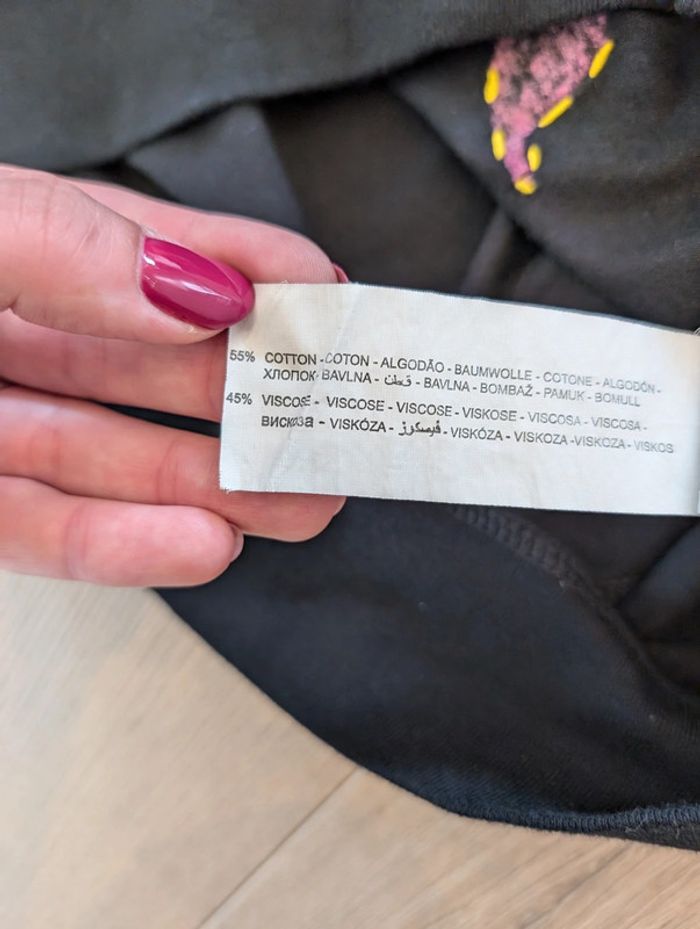 55% COTTON - COTON - ALGODÃO - BAUMWOLLE - COTONE - ALGODÓN -
ХЛОПОК- BAVLNA - قطن - BAVLNA - BOMBAŽ - PAMUK - BOMULL
45% VISCOSE - VISCOSE - VISCOSE - VISKOSE - VISCOSA - VISCOSA -
ВИСКОЗа - VISKÓZA - فيسكوز - VISKÓZA - VISKOZA -VISKOZA - VISKOS